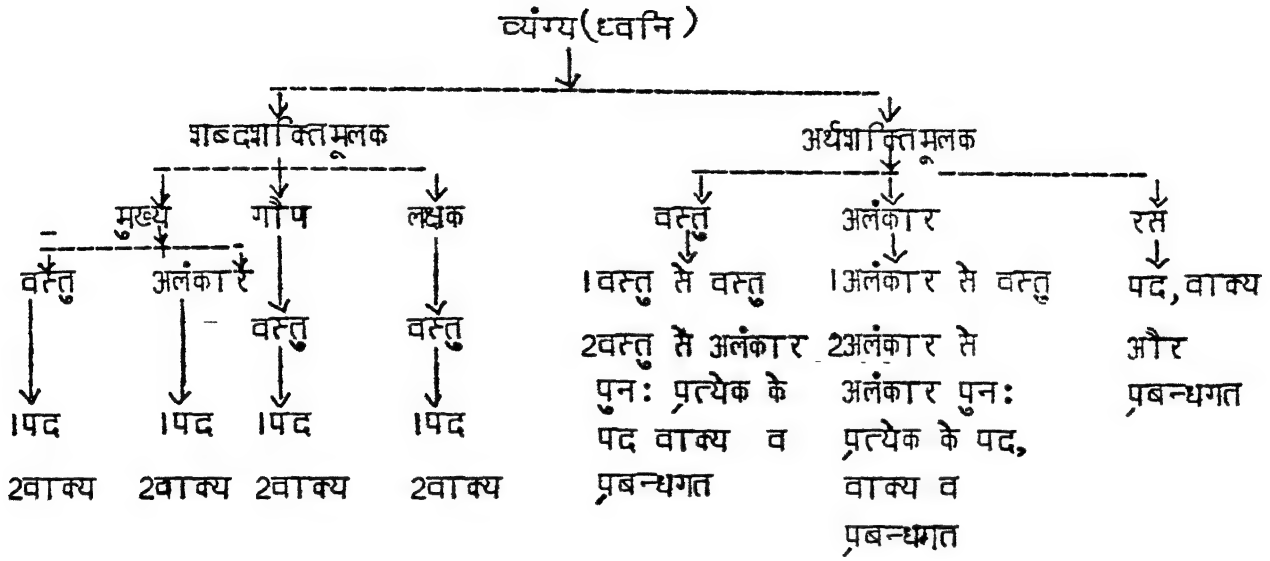 व्यंग्य(ध्वनि)
शब्दशक्तिमूलक अर्थशक्तिमूलक
मुख्य गौण लक्षक वस्तु अलंकार रस
वस्तु अलंकार 1वस्तु से वस्तु 1अलंकार से वस्तु पद,वाक्य
वस्तु वस्तु 2वस्तु से अलंकार 2अलंकार से और
पुनः प्रत्येक के अलंकार पुनः प्रबन्धगत
1पद 1पद 1पद 1पद पद वाक्य व प्रत्येक के पद,
2वाक्य 2वाक्य 2वाक्य 2वाक्य प्रबन्धगत वाक्य व
प्रबन्धगत